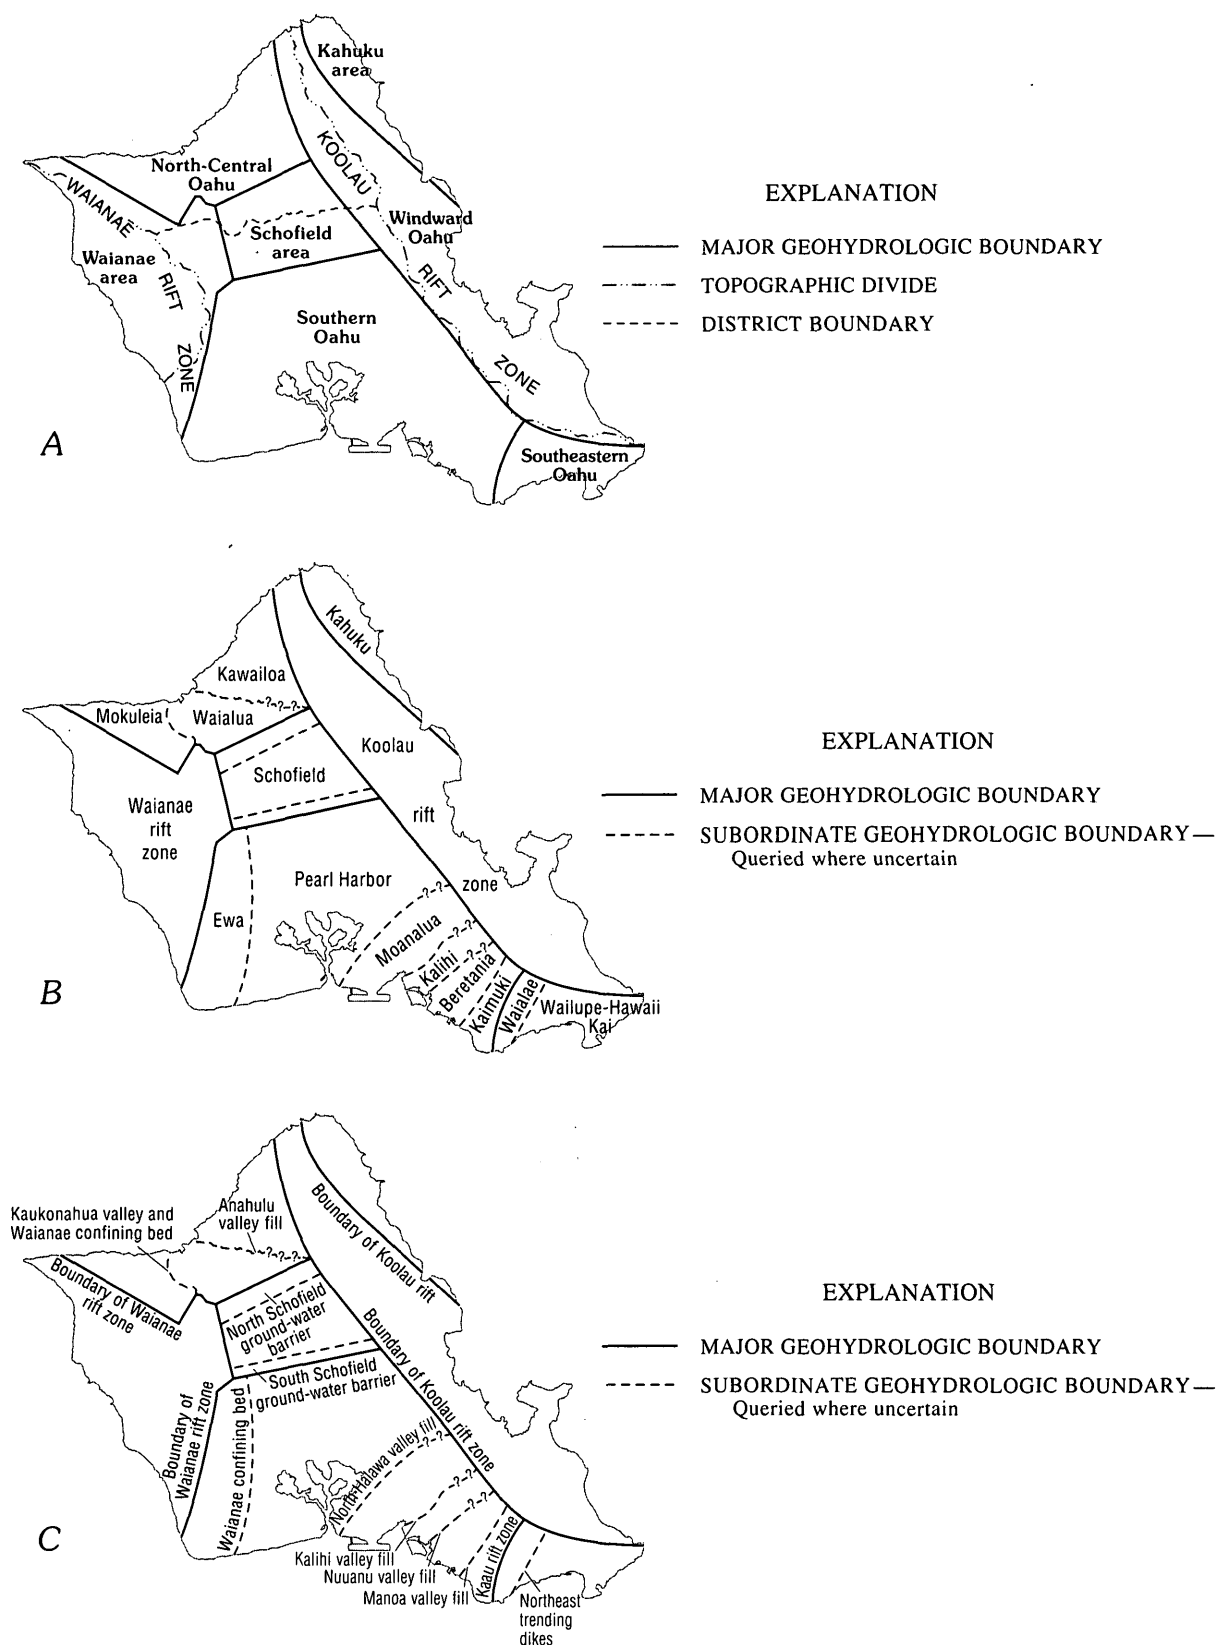 Kahuku
area
KOOLAU
North-Central
Oahu
WAIANAE
Windward
Oahu
Schofield
area
Waianae
area
RIFT
RIFT
Southern
Oahu
ZONE
ZONE
Southeastern
Oahu
A
EXPLANATION
MAJOR GEOHYDROLOGIC BOUNDARY
TOPOGRAPHIC DIVIDE
DISTRICT BOUNDARY
Kahuku
Kawailoa
?-?-?
Mokuleia
Waialua
Koolau
Schofield
Waianae
rift
zone
rift
Pearl Harbor
zone
?-?
Ewa
Moanalua
?-?
Kalihi
?-?
Beretania
Kaimuki
Waialae
Wailupe-Hawaii
Kai
B
EXPLANATION
MAJOR GEOHYDROLOGIC BOUNDARY
SUBORDINATE GEOHYDROLOGIC BOUNDARY—
Queried where uncertain
Kaukonahua valley and
Waianae confining bed
Anahulu
valley fill
?-?-?
Boundary of Koolau rift
Boundary of Waianae
rift zone
North Schofield
ground-water
barrier
Boundary of Koolau rift zone
South Schofield
ground-water barrier
Boundary of
Waianae rift zone
Waianae confining bed
North Halawa valley fill
?-?
?-?
?-?
Kalihi valley fill
Nuuanu valley fill
Manoa valley fill
Kaau rift zone
Northeast
trending
dikes
C
EXPLANATION
MAJOR GEOHYDROLOGIC BOUNDARY
SUBORDINATE GEOHYDROLOGIC BOUNDARY—
Queried where uncertain